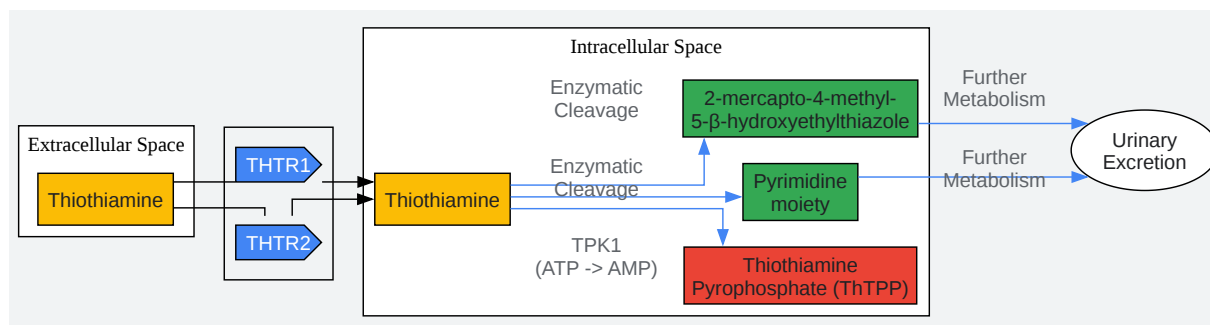 Intracellular Space
Enzymatic
Cleavage
2-mercapto-4-methyl-
5-β-hydroxyethylthiazole
Further
Metabolism
Extracellular Space
Thiothiamine
THTR1
THTR2
Thiothiamine
Enzymatic
Cleavage
Pyrimidine
moiety
Further
Metabolism
Urinary
Excretion
TPK1
(ATP -> AMP)
Thiothiamine
Pyrophosphate (ThTPP)